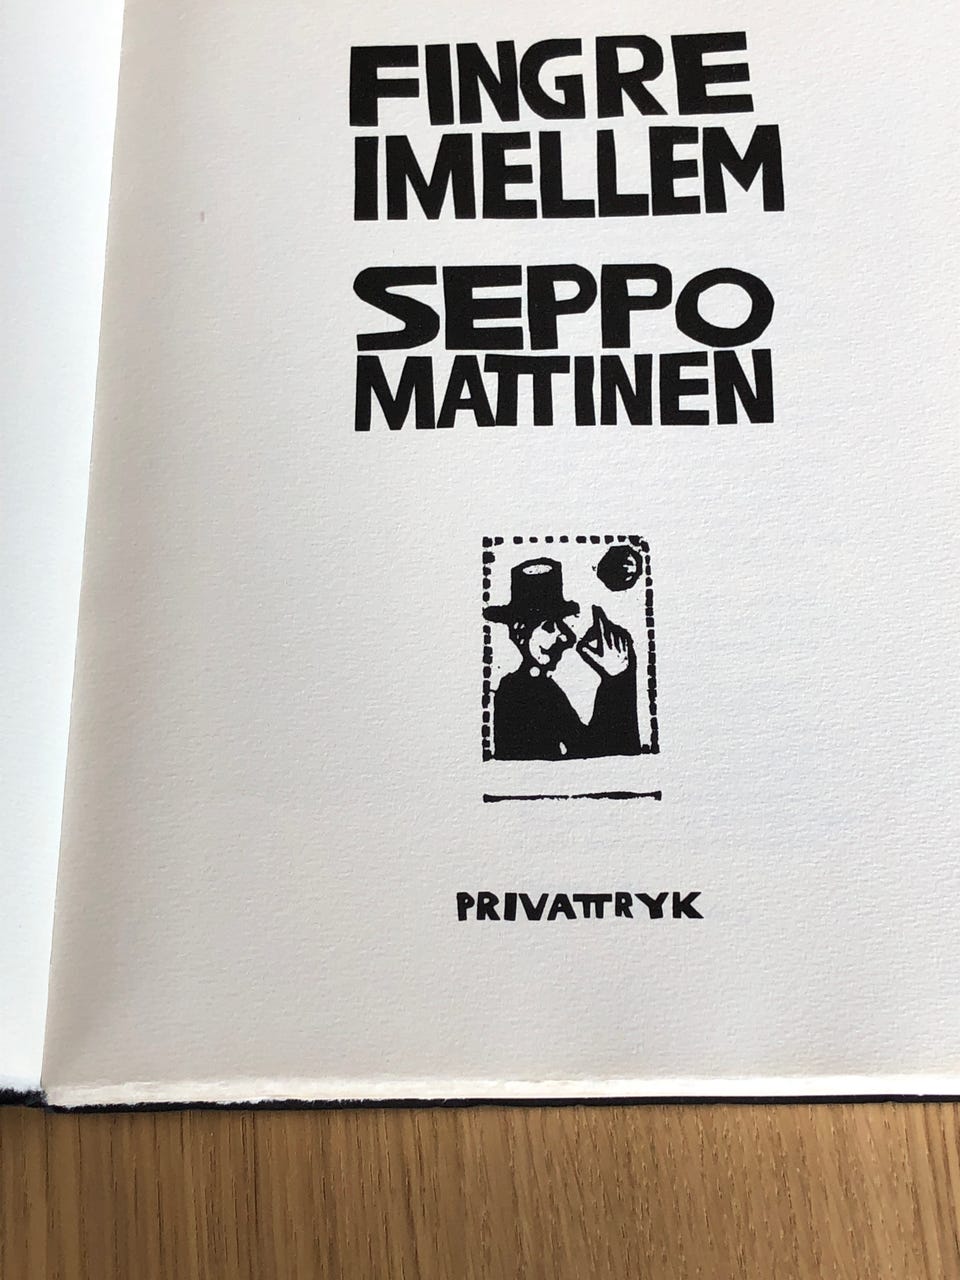 FINGRE
IMELLEM
SEPPO
MATTINEN
PRIVATTRYK